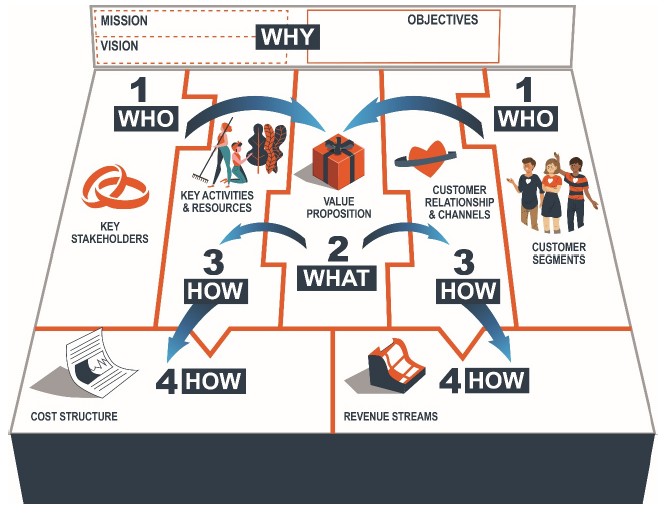 MISSION
VISION
WHY
OBJECTIVES
1
WHO
1
WHO
KEY
STAKEHOLDERS
KEY ACTIVITIES
& RESOURCES
VALUE
PROPOSITION
CUSTOMER
RELATIONSHIP
& CHANNELS
CUSTOMER
SEGMENTS
3
HOW
2
WHAT
3
HOW
4 HOW
COST STRUCTURE
4 HOW
REVENUE STREAMS